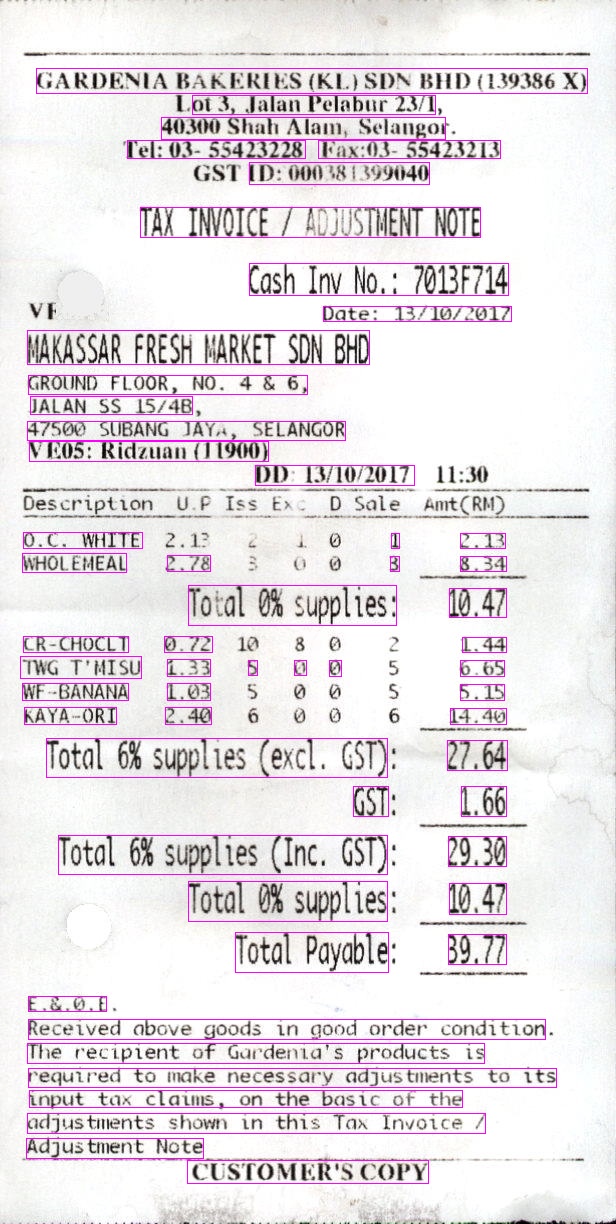 GARDENIA BAKERIES (KL) SDN BHD (139386 X)
Lot 3, Jalan Pelabur 23/1,
40300 Shah Alam, Selangor.
Tel: 03- 55423228 Fax:03- 55423213
GST ID: 000381399040
TAX INVOICE / ADJUSTMENT NOTE
Cash Inv No.: 7013F714
Date: 13/10/2017
MAKASSAR FRESH MARKET SDN BHD
GROUND FLOOR, NO. 4 & 6,
JALAN SS 15/4B,
47500 SUBANG JAYA, SELANGOR
VE05: Ridzuan (J1900)
DD: 13/10/2017 11:30
Description U.P Iss Exc D Sale Amt(RM)
O.C. WHITE 2.13 2 1 0 1 2.13
WHOLEMEAL 2.78 3 0 0 3 8.34
Total 0% supplies: 10.47
CR-CHOCLT 0.72 10 8 0 2 1.44
TWG T'MISU 1.33 5 0 0 5 6.65
WF-BANANA 1.03 5 0 0 5 5.15
KAYA-ORI 2.40 6 0 0 6 14.40
Total 6% supplies (excl. GST): 27.64
GST: 1.66
Total 6% supplies (Inc. GST): 29.30
Total 0% supplies: 10.47
Total Payable: 39.77
E.&.O.E.
Received above goods in good order condition.
The recipient of Gardenia's products is
required to make necessary adjustments to its
input tax claims, on the basic of the
adjustments shown in this Tax Invoice /
Adjustment Note
CUSTOMER'S COPY